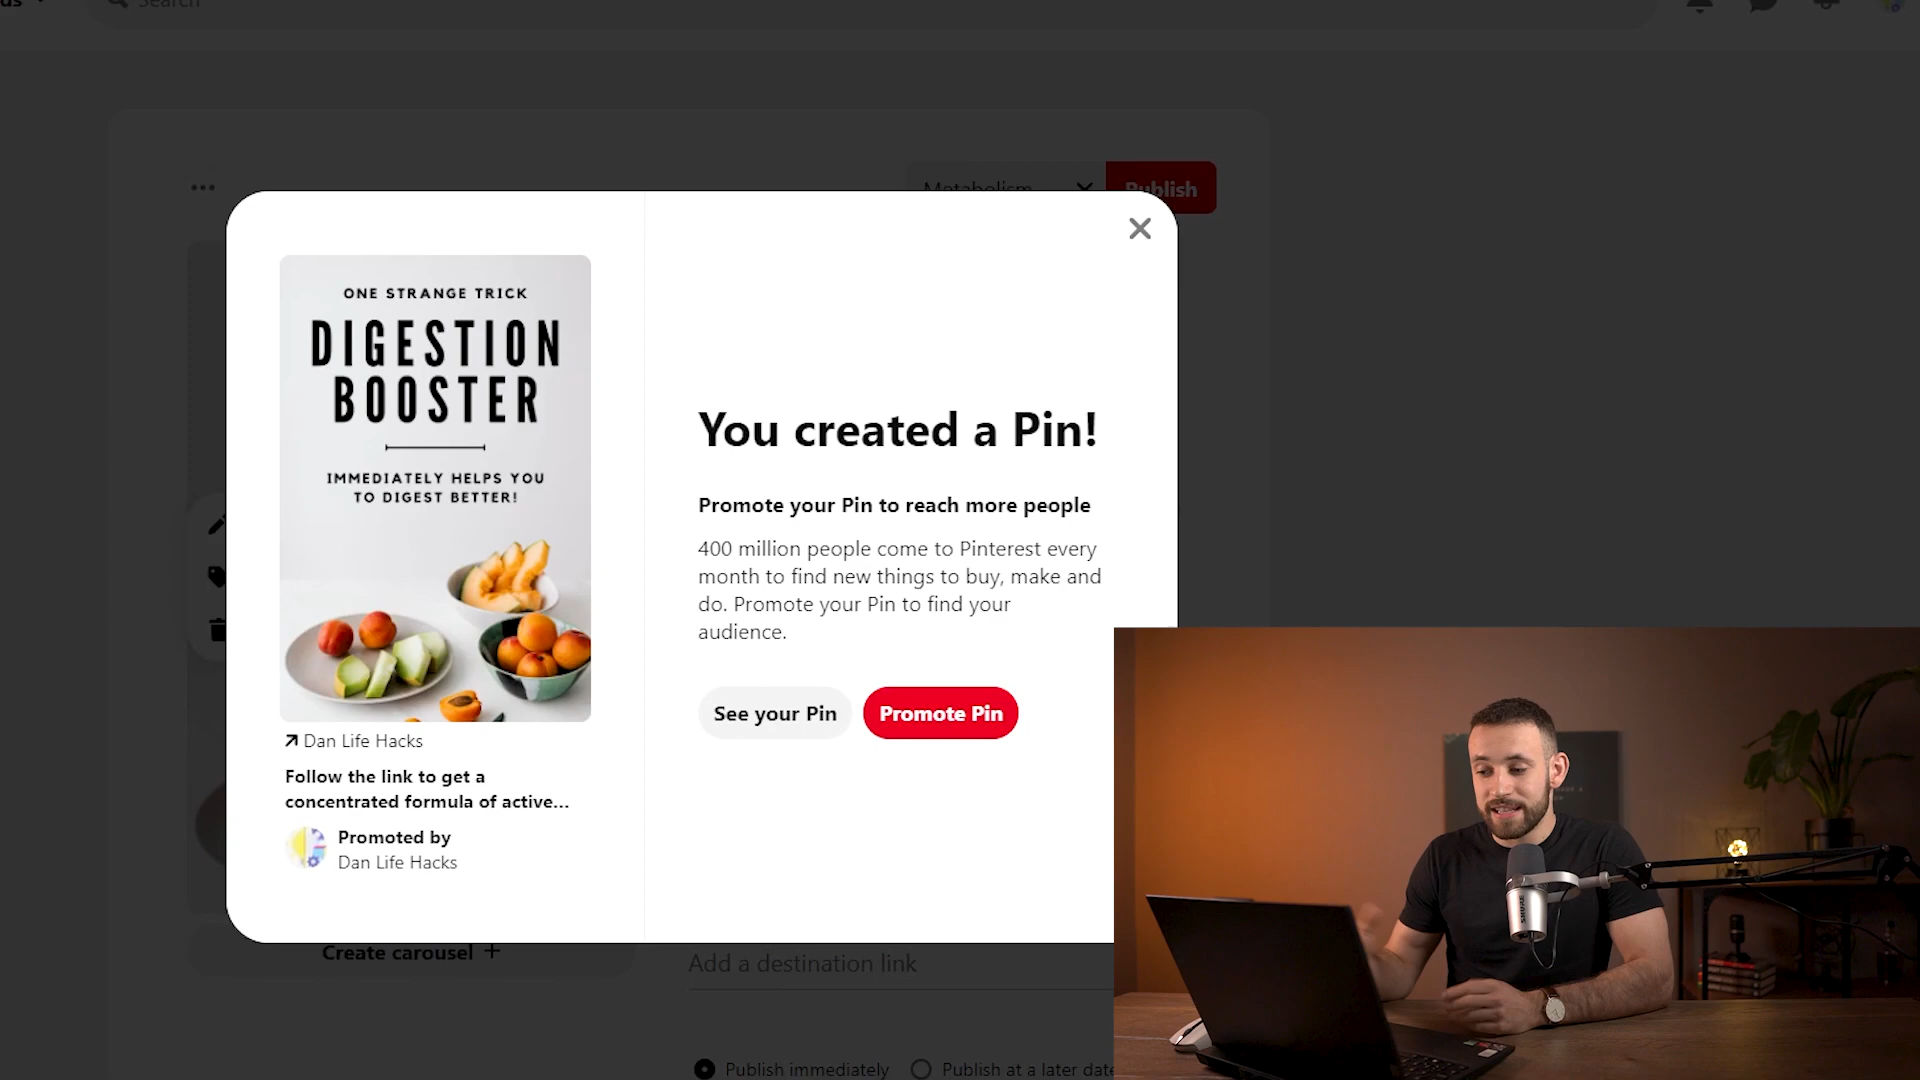 Search
Metabolism
Publish
ONE STRANGE TRICK
DIGESTION
BOOSTER
IMMEDIATELY HELPS YOU
TO DIGEST BETTER!
Dan Life Hacks
Follow the link to get a
concentrated formula of active...
Promoted by
Dan Life Hacks
You created a Pin!
Promote your Pin to reach more people
400 million people come to Pinterest every
month to find new things to buy, make and
do. Promote your Pin to find your
audience.
See your Pin
Promote Pin
Create carousel +
Add a destination link
Publish immediately
Publish at a later date
SHURE